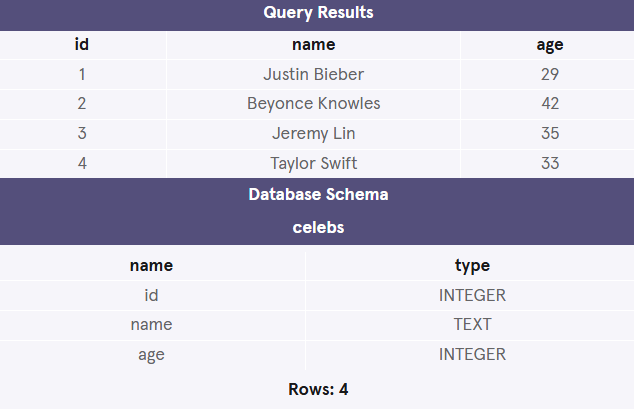 Query Results
id name age
1 Justin Bieber 29
2 Beyonce Knowles 42
3 Jeremy Lin 35
4 Taylor Swift 33
Database Schema
celebs
name type
id INTEGER
name TEXT
age INTEGER
Rows: 4